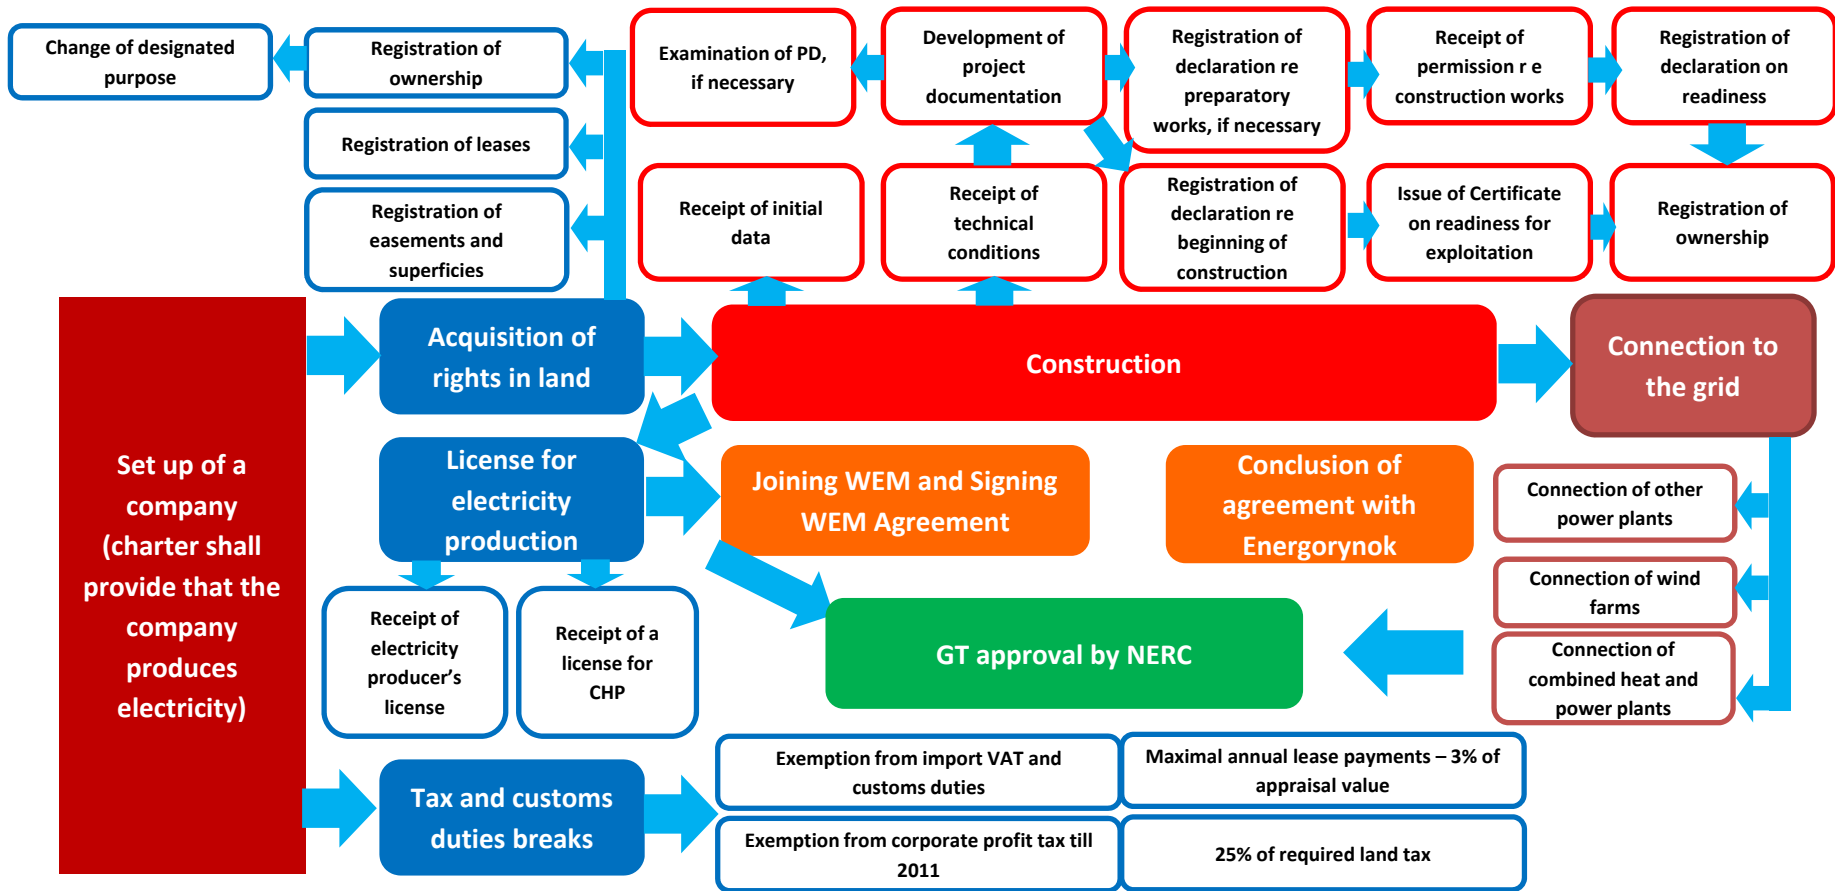 Change of designated
purpose
Registration of
ownership
Examination of PD,
if necessary
Development of
project
documentation
Registration of
declaration re
preparatory
works, if necessary
Receipt of
permission r e
construction works
Registration of
declaration on
readiness
Registration of leases
Registration of
easements and
superficies
Receipt of initial
data
Receipt of
technical
conditions
Registration of
declaration re
beginning of
construction
Issue of Certificate
on readiness for
exploitation
Registration of
ownership
Set up of a
company
(charter shall
provide that the
company
produces
electricity)
Acquisition of
rights in land
Construction
Connection to
the grid
License for
electricity
production
Joining WEM and Signing
WEM Agreement
Conclusion of
agreement with
Energorynok
Connection of other
power plants
Connection of wind
farms
Connection of
combined heat and
power plants
Receipt of
electricity
producer’s
license
Receipt of a
license for
CHP
GT approval by NERC
Tax and customs
duties breaks
Exemption from import VAT and
customs duties
Maximal annual lease payments – 3% of
appraisal value
Exemption from corporate profit tax till
2011
25% of required land tax